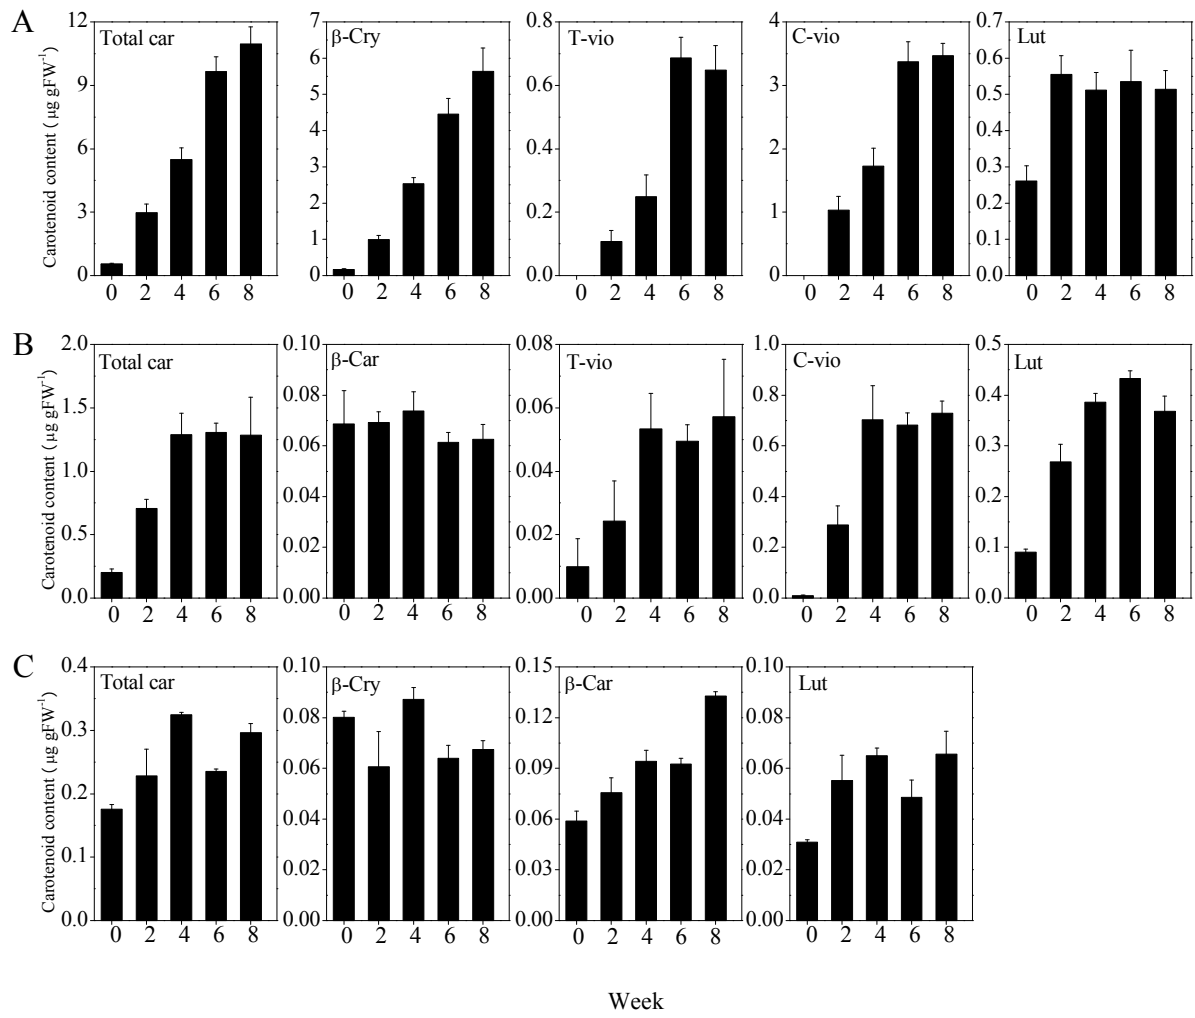 A
Carotenoid content ( μg gFW⁻¹)
Total car
12
9
6
3
0
0 2 4 6 8
β-Cry
7
6
5
4
3
2
1
0
0 2 4 6 8
T-vio
0.8
0.6
0.4
0.2
0.0
0 2 4 6 8
C-vio
4
3
2
1
0
0 2 4 6 8
Lut
0.7
0.6
0.5
0.4
0.3
0.2
0.1
0.0
0 2 4 6 8
B
Carotenoid content ( μg gFW⁻¹)
Total car
2.0
1.5
1.0
0.5
0.0
0 2 4 6 8
β-Car
0.10
0.08
0.06
0.04
0.02
0.00
0 2 4 6 8
T-vio
0.08
0.06
0.04
0.02
0.00
0 2 4 6 8
C-vio
1.0
0.8
0.6
0.4
0.2
0.0
0 2 4 6 8
Lut
0.5
0.4
0.3
0.2
0.1
0.0
0 2 4 6 8
C
Carotenoid content ( μg gFW⁻¹)
Total car
0.4
0.3
0.2
0.1
0.0
0 2 4 6 8
β-Cry
0.10
0.08
0.06
0.04
0.02
0.00
0 2 4 6 8
β-Car
0.15
0.12
0.09
0.06
0.03
0.00
0 2 4 6 8
Lut
0.10
0.08
0.06
0.04
0.02
0.00
0 2 4 6 8
Week